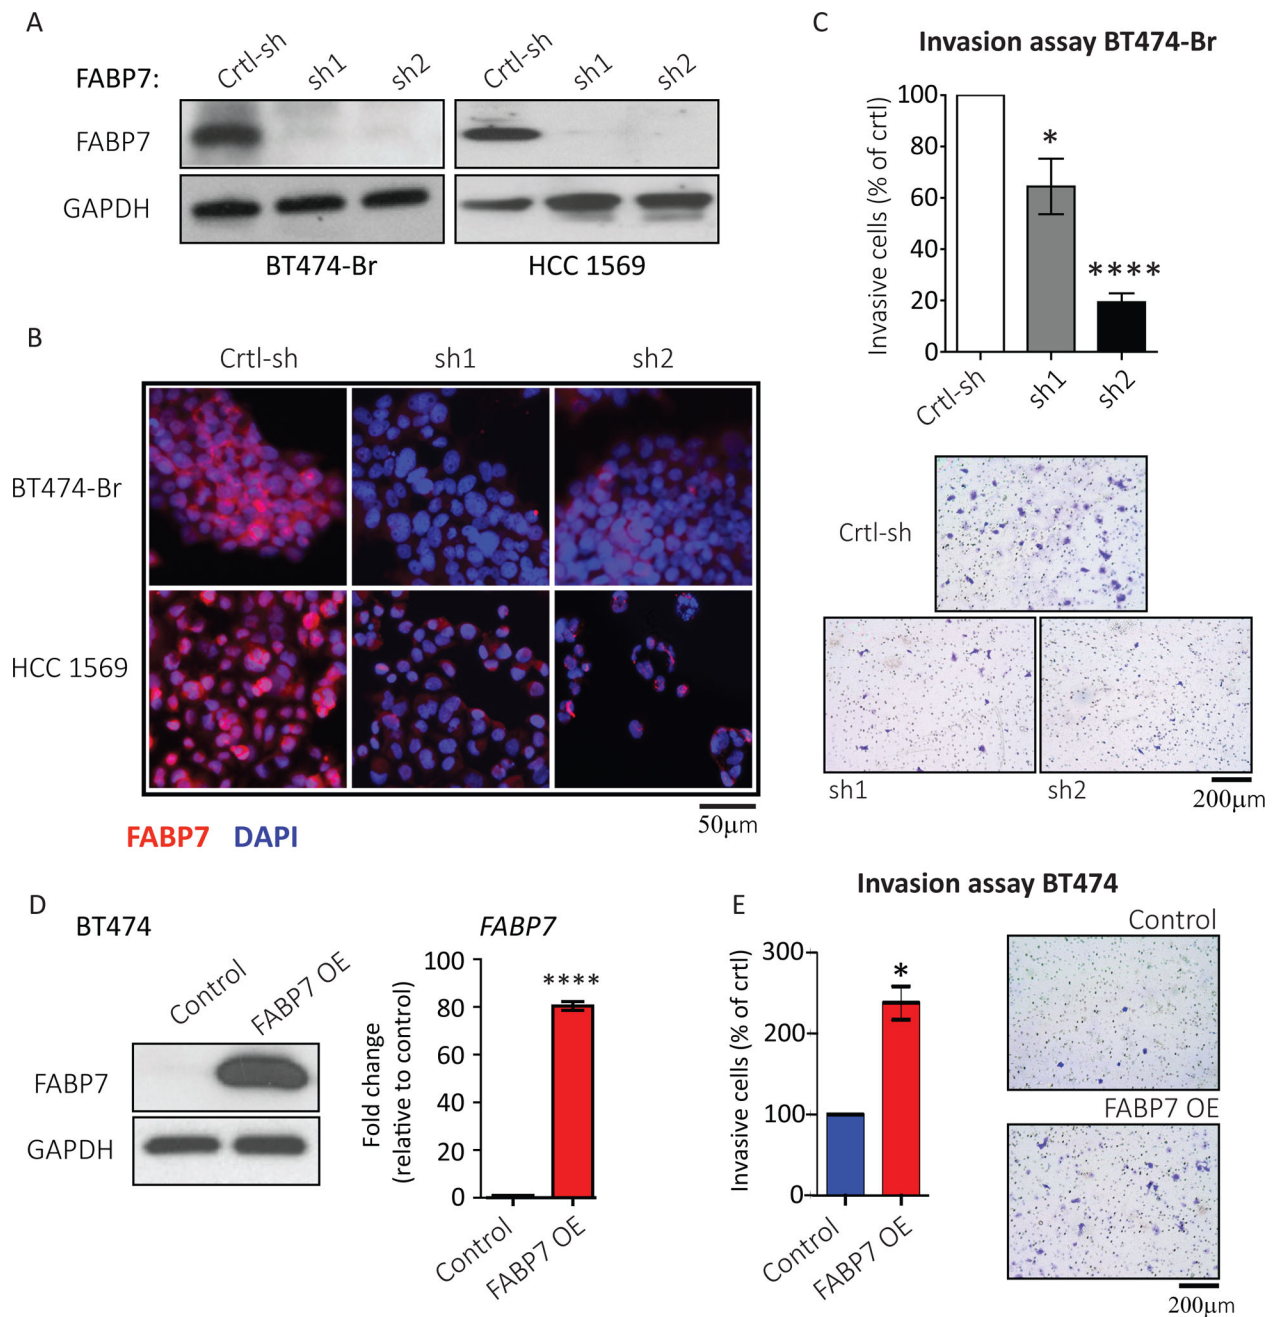 A
FABP7:
Crtl-sh
sh1
sh2
Crtl-sh
sh1
sh2
FABP7
GAPDH
BT474-Br
HCC 1569
B
Crtl-sh
sh1
sh2
BT474-Br
HCC 1569
50µm
FABP7 DAPI
C
Invasion assay BT474-Br
Invasive cells (% of crtl)
100
80
60
40
20
0
*
****
Crtl-sh
sh1
sh2
Crtl-sh
sh1
sh2
200µm
D
BT474
Control
FABP7 OE
FABP7
GAPDH
FABP7
Fold change
(relative to control)
100
80
60
40
20
0
****
Control
FABP7 OE
Invasion assay BT474
E
Invasive cells (% of crtl)
300
200
100
0
*
Control
FABP7 OE
Control
FABP7 OE
200µm